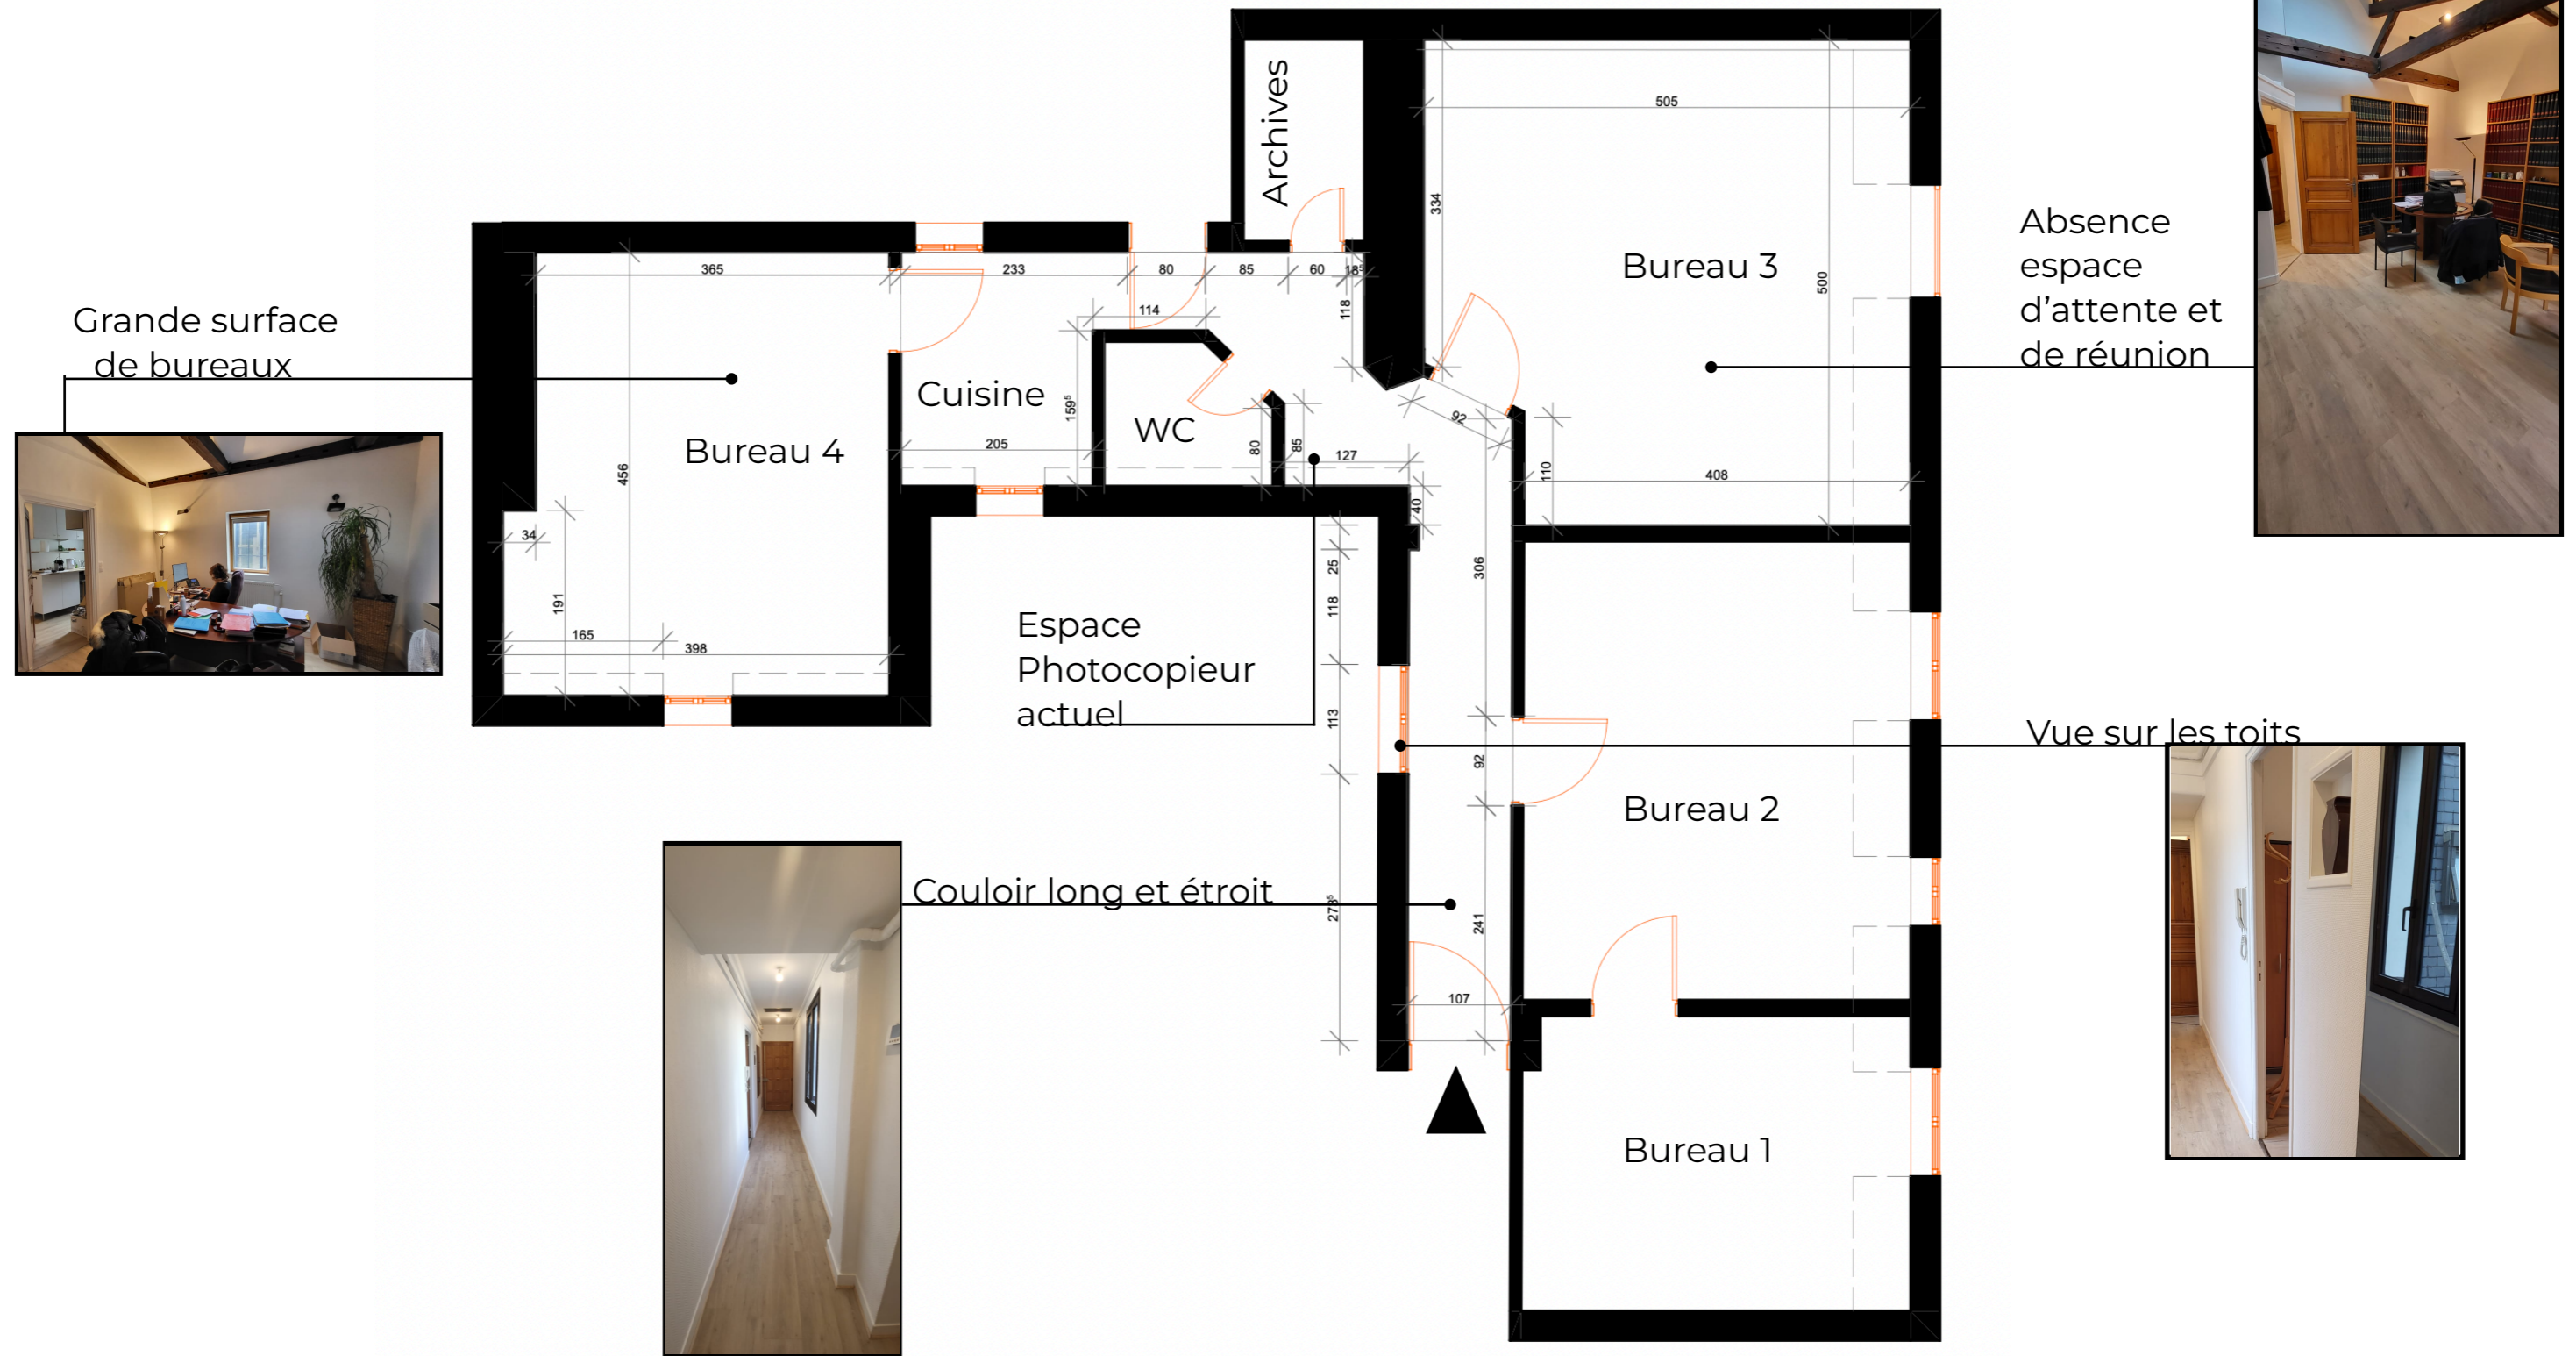 Archives
505
334
Bureau 3
500
Absence
espace
d’attente et
de réunion
365
233
80
85
60
18⁵
118
114
Grande surface
de bureaux
Bureau 4
456
Cuisine
159⁵
205
WC
80
85
127
92
110
408
40
34
191
165
398
25
118
113
306
92
Espace
Photocopieur
actuel
Vue sur les toits
Bureau 2
Couloir long et étroit
241
107
Bureau 1